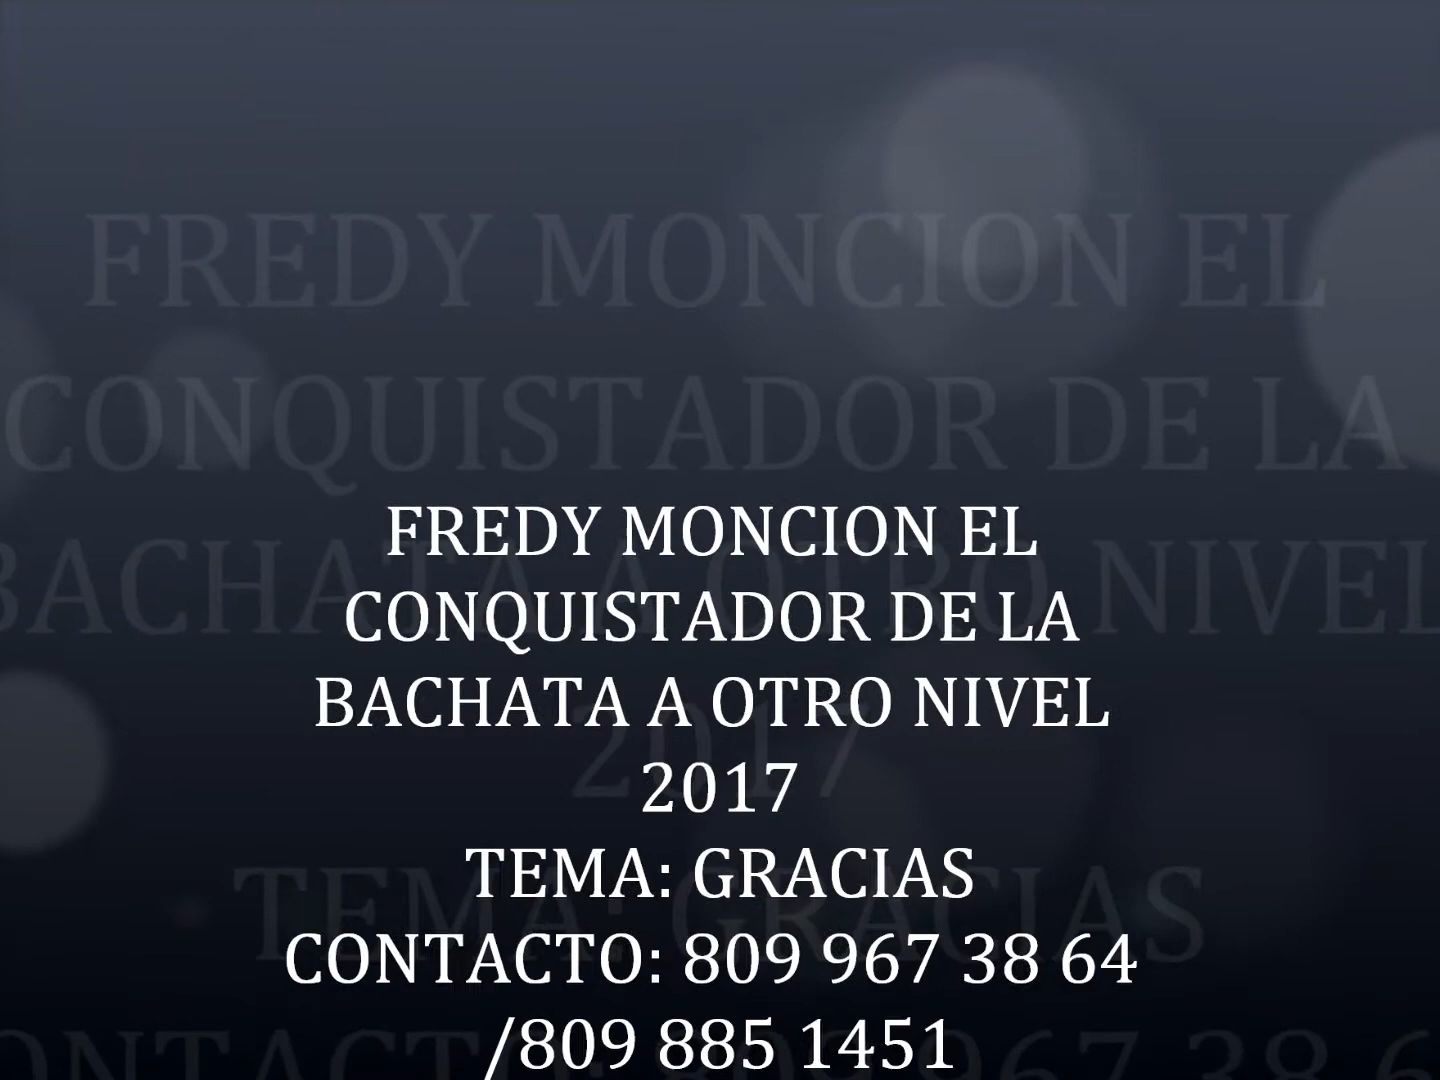 FREDY MONCION EL
CONQUISTADOR DE LA
BACHATA A OTRO NIVEL
2017
TEMA: GRACIAS
CONTACTO: 809 967 38 64
/809 885 1451